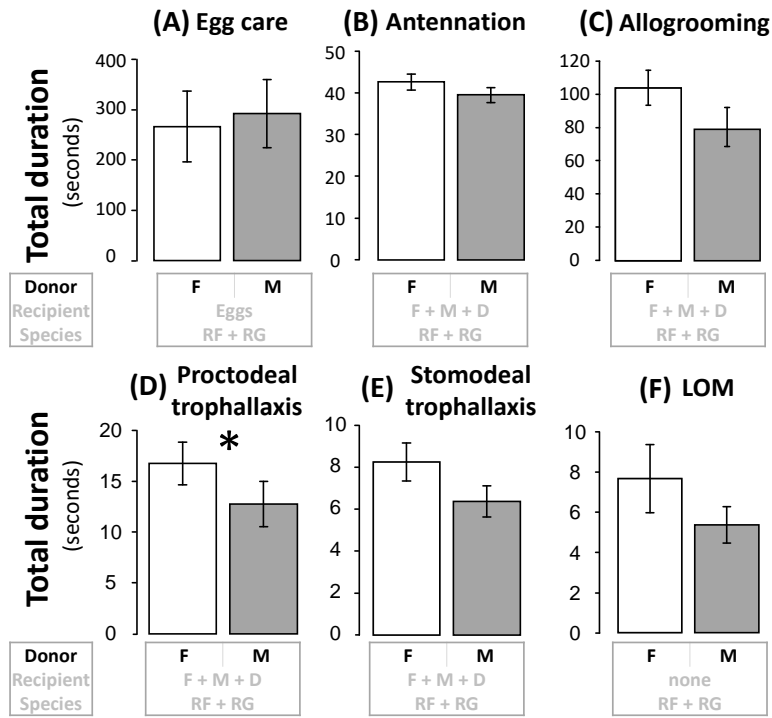 (A) Egg care
(B) Antennation
(C) Allogrooming
Total duration
(seconds)
400
300
200
100
0
50
40
30
20
10
0
120
100
80
60
40
20
0
Donor
Recipient
Species
F M
Eggs
RF + RG
F M
F + M + D
RF + RG
F M
F + M + D
RF + RG
(D) Proctodeal
trophallaxis
(E) Stomodeal
trophallaxis
(F) LOM
Total duration
(seconds)
20
15
10
5
0
*
8
6
4
2
0
10
8
6
4
2
0
Donor
Recipient
Species
F M
F + M + D
RF + RG
F M
F + M + D
RF + RG
F M
none
RF + RG